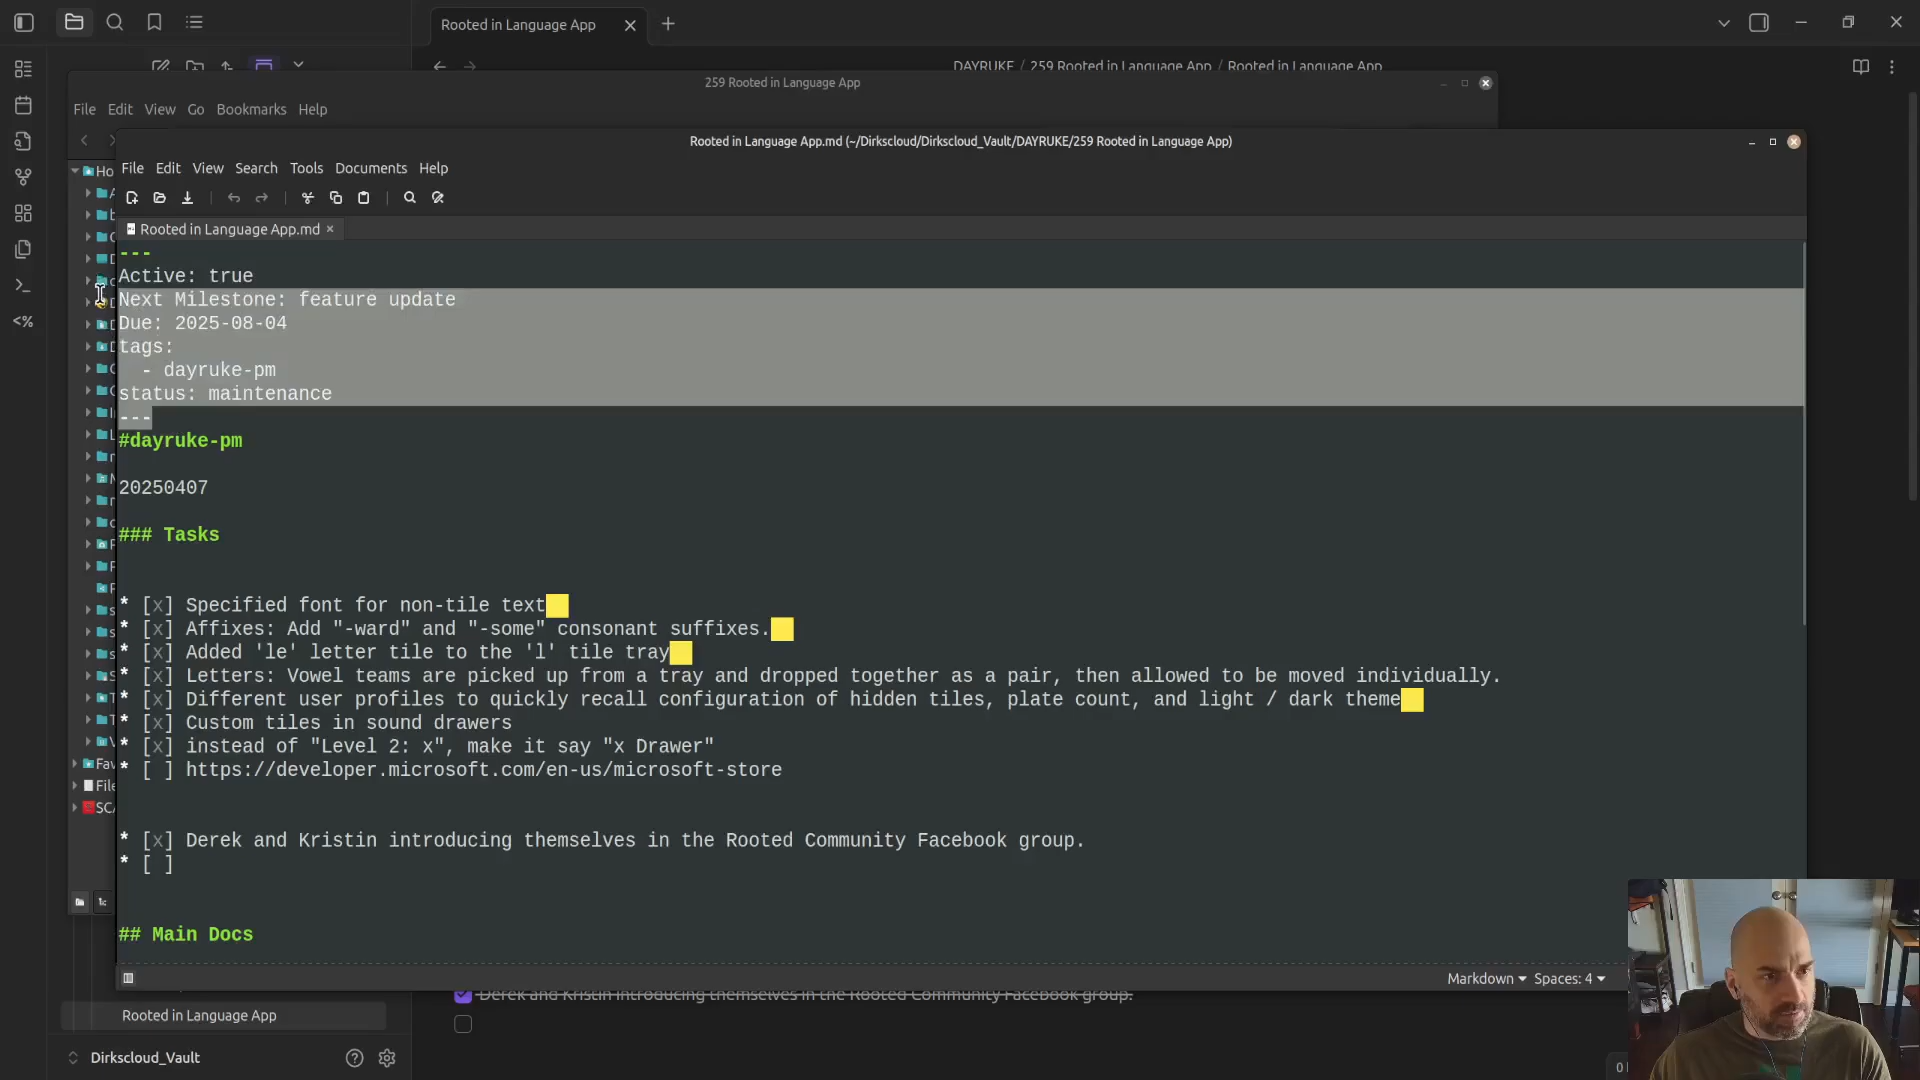 Rooted in Language App
DAYRUKE / 259 Rooted in Language App / Rooted in Language App
259 Rooted in Language App
File Edit View Go Bookmarks Help
Rooted in Language App.md (~/Dirkscloud/Dirkscloud_Vault/DAYRUKE/259 Rooted in Language App)
File Edit View Search Tools Documents Help
Rooted in Language App.md
---
Active: true
Next Milestone: feature update
Due: 2025-08-04
tags:
- dayruke-pm
status: maintenance
---
#dayruke-pm
20250407
### Tasks
* [x] Specified font for non-tile text
* [x] Affixes: Add "-ward" and "-some" consonant suffixes.
* [x] Added 'le' letter tile to the 'l' tile tray
* [x] Letters: Vowel teams are picked up from a tray and dropped together as a pair, then allowed to be moved individually.
* [x] Different user profiles to quickly recall configuration of hidden tiles, plate count, and light / dark theme
* [x] Custom tiles in sound drawers
* [x] instead of "Level 2: x", make it say "x Drawer"
* [ ] https://developer.microsoft.com/en-us/microsoft-store
* [x] Derek and Kristin introducing themselves in the Rooted Community Facebook group.
* [ ]
## Main Docs
Markdown Spaces: 4
Derek and Kristin introducing themselves in the Rooted Community Facebook group.
Rooted in Language App
Dirkscloud_Vault